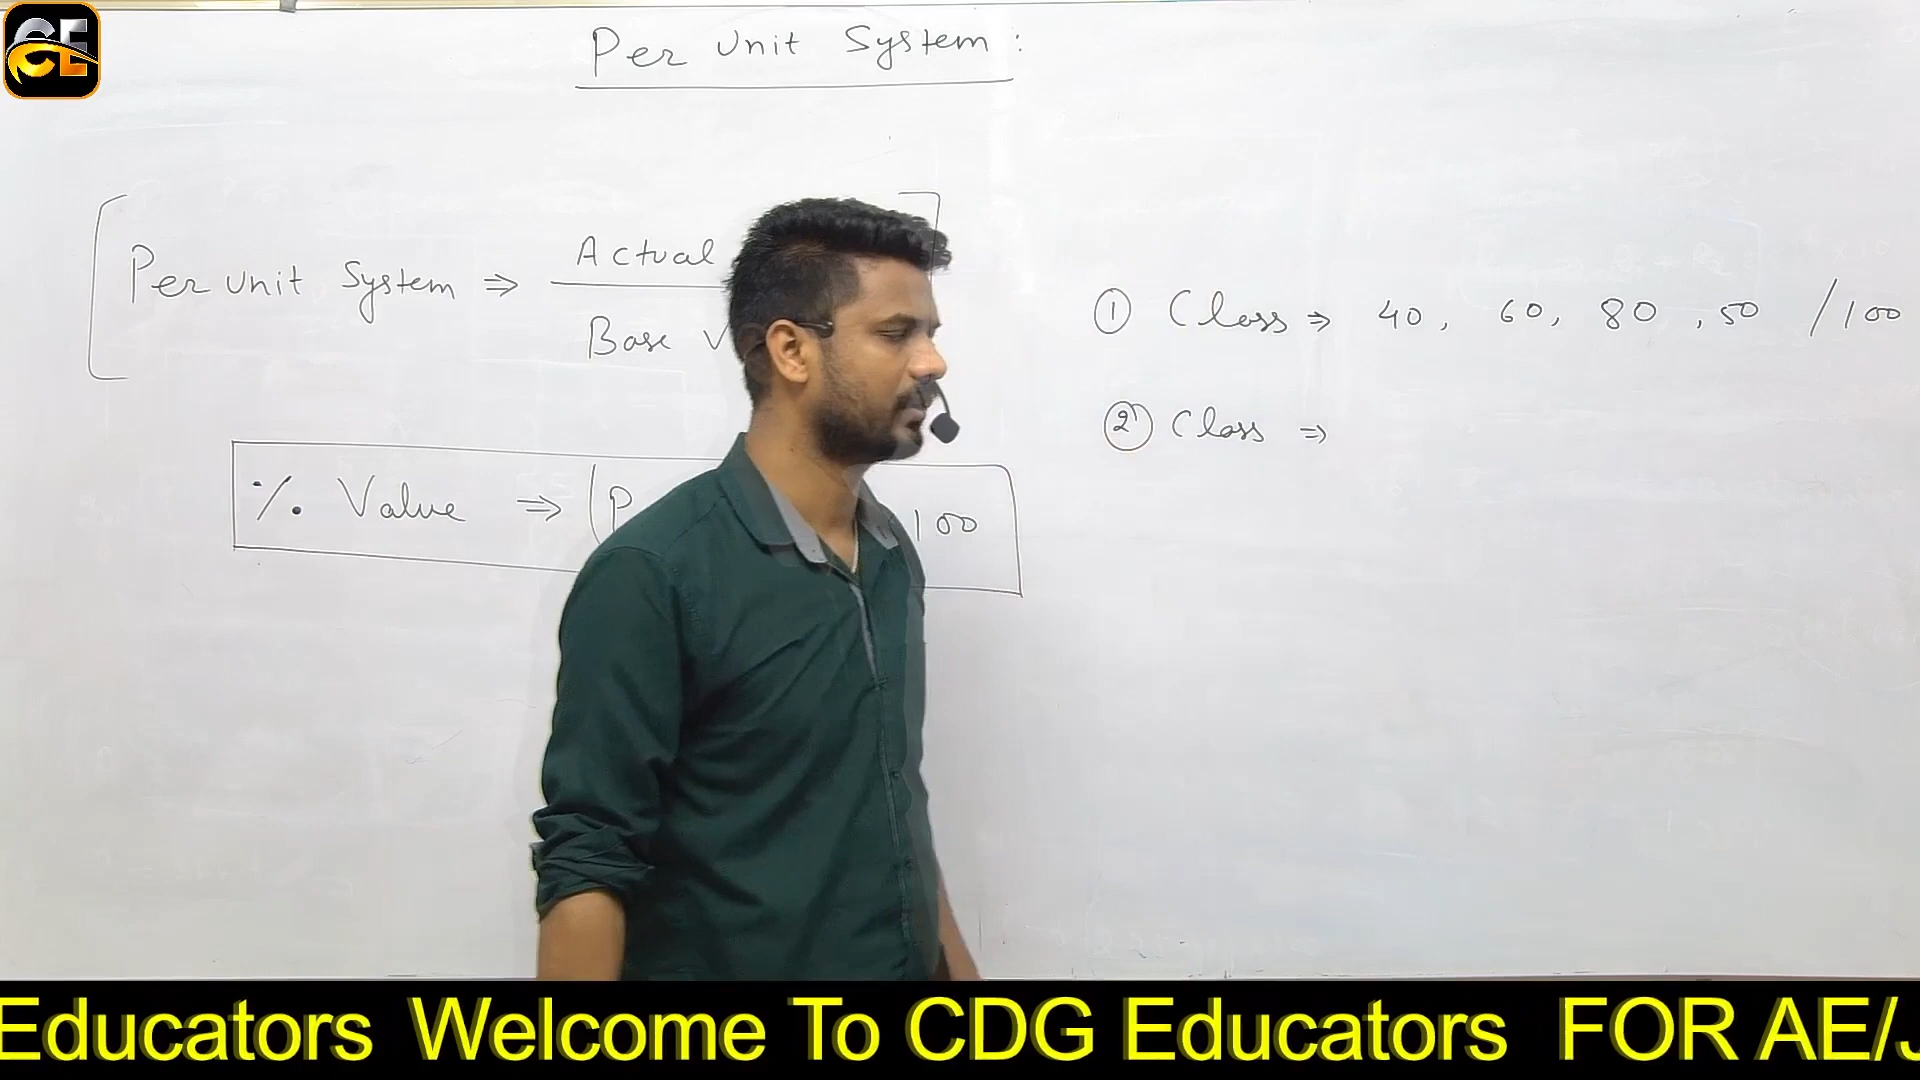 CE
Per Unit System :
Per unit System ⇒ Actual
Base V
% Value ⇒ (P 100
① Class ⇒ 40, 60, 80, 50 /100
② Class ⇒
Educators Welcome To CDG Educators FOR AE/J